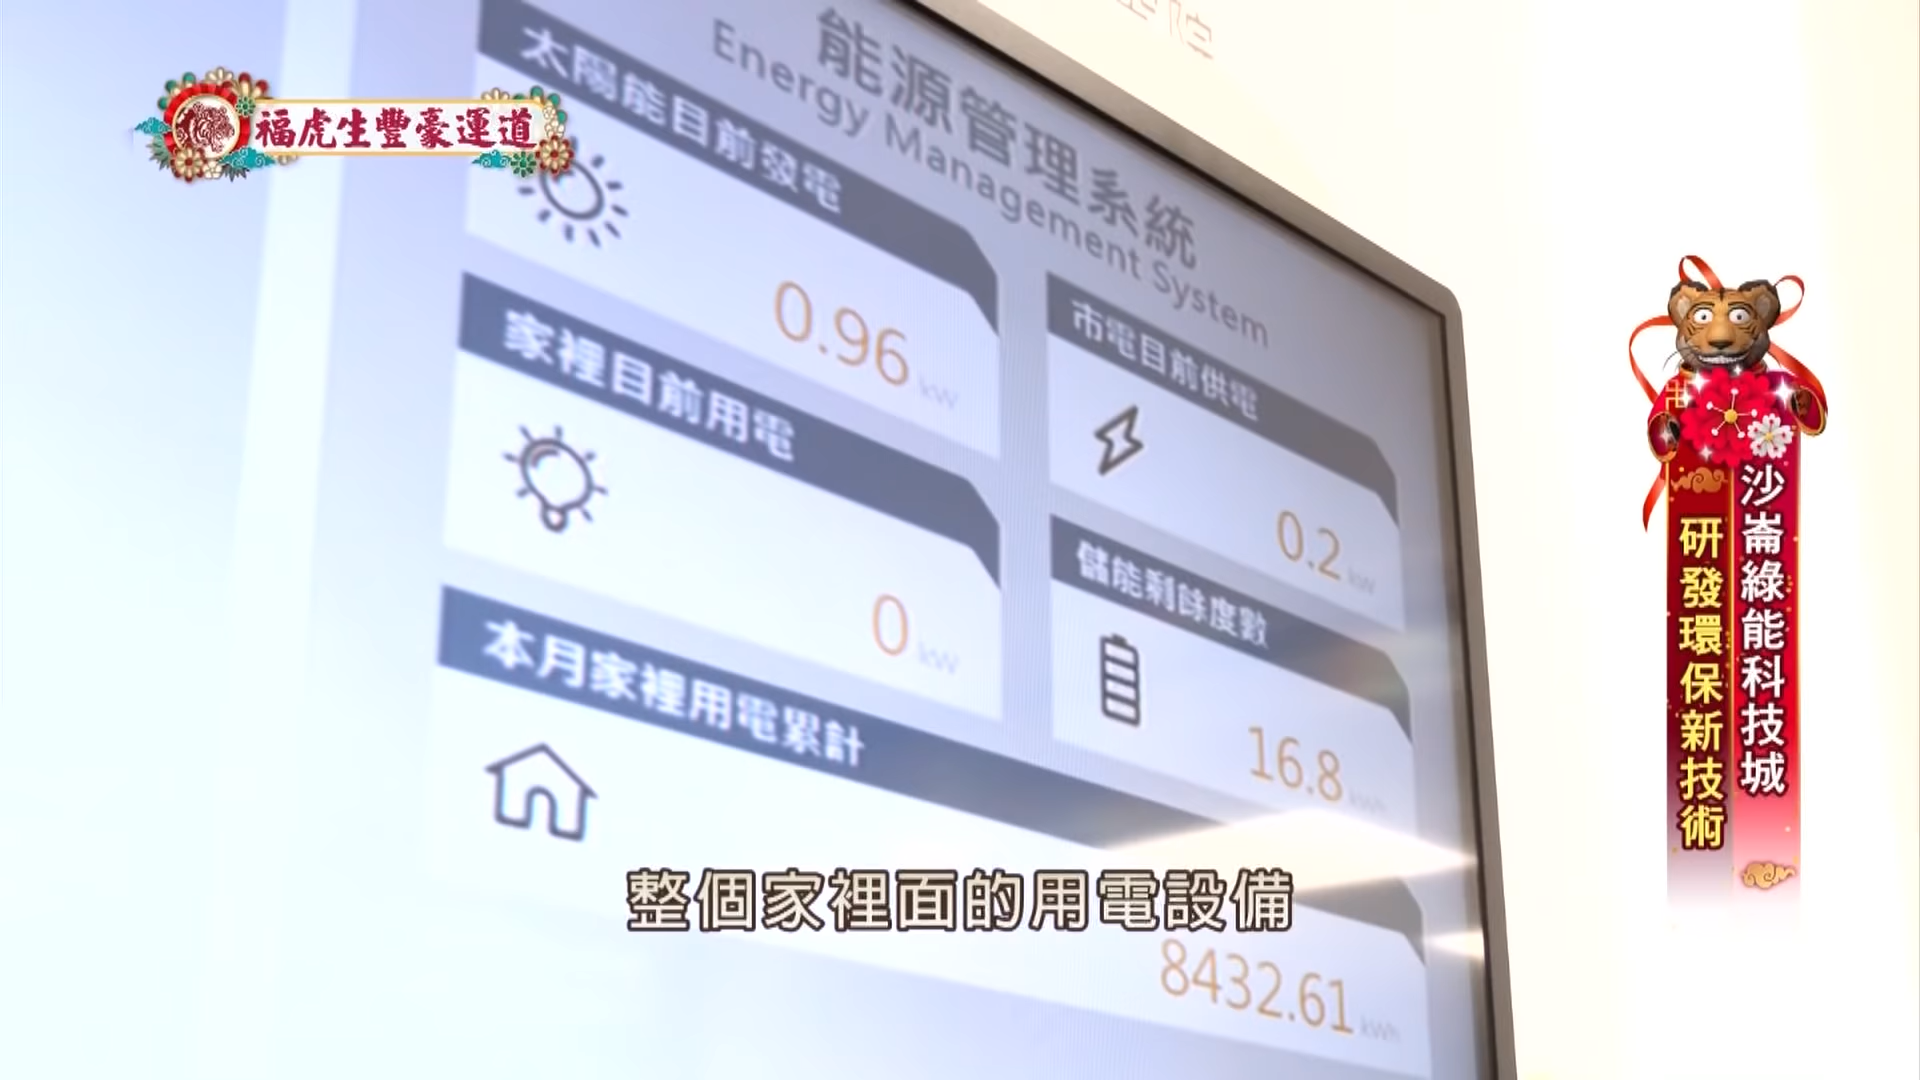 福虎生豐豪運道
能源管理系統
Energy Management System
太陽能目前發電
0.96 kW
市電目前供電
0.2 kW
家裡目前用電
0 kW
儲能剩餘度數
16.8 kWh
本月家裡用電累計
8432.61 kWh
整個家裡面的用電設備
沙崙綠能科技城
研發環保新技術